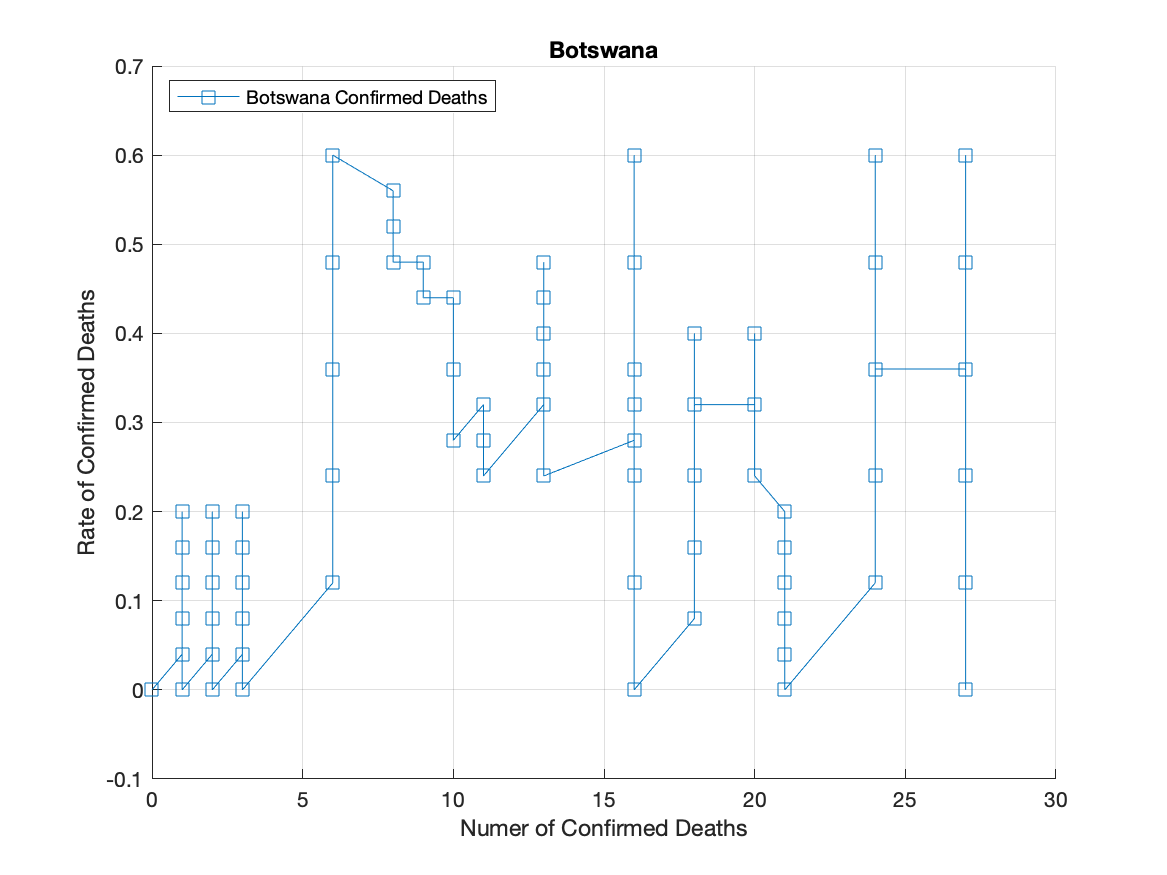 Botswana
Botswana Confirmed Deaths
Rate of Confirmed Deaths
0.7
0.6
0.5
0.4
0.3
0.2
0.1
0
-0.1
0 5 10 15 20 25 30
Numer of Confirmed Deaths